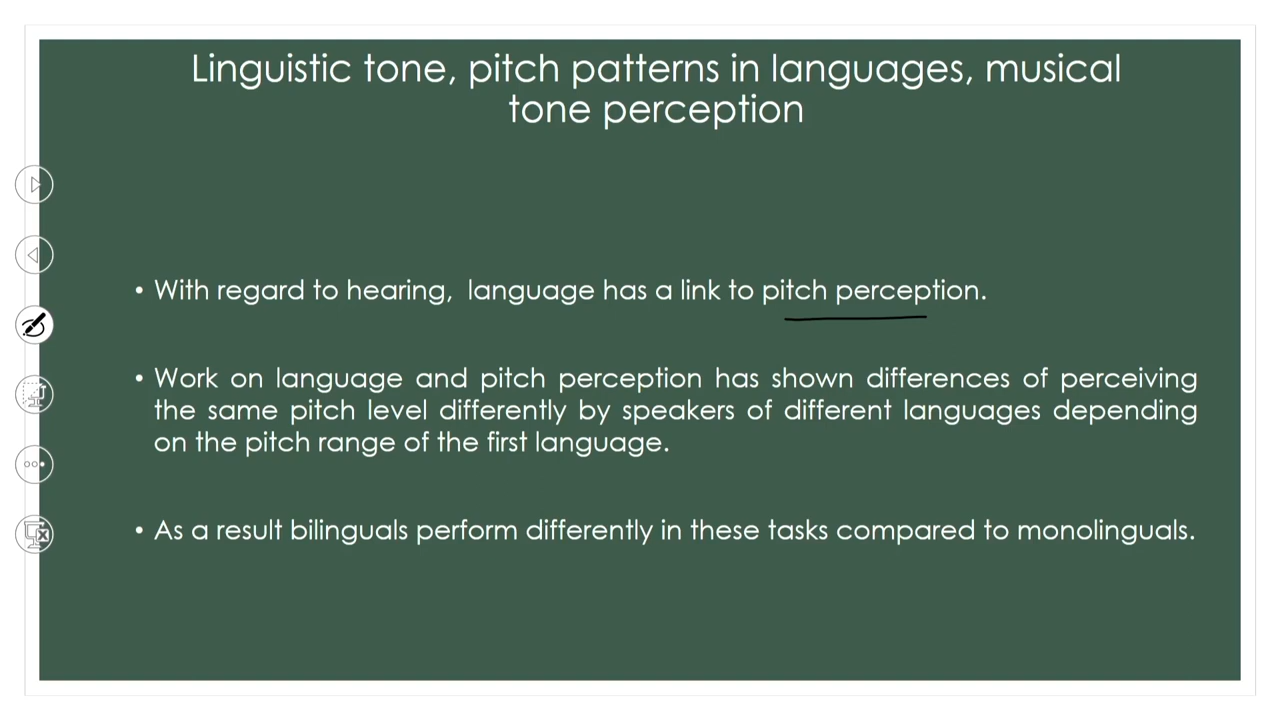 Linguistic tone, pitch patterns in languages, musical
tone perception
• With regard to hearing,  language has a link to pitch perception.
• Work on language and pitch perception has shown differences of perceiving
the same pitch level differently by speakers of different languages depending
on the pitch range of the first language.
• As a result bilinguals perform differently in these tasks compared to monolinguals.